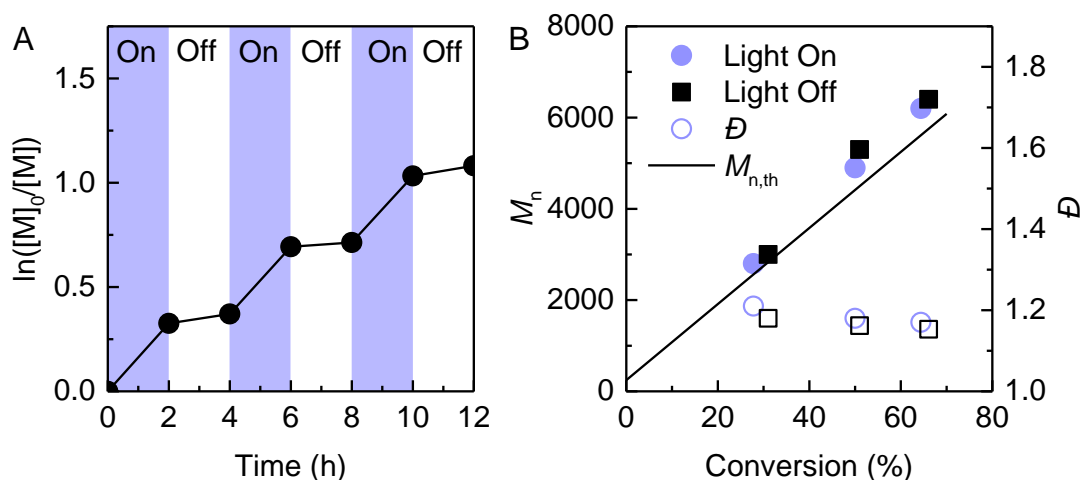 A
On Off On Off On Off
1.5
1.0
0.5
0.0
ln([M]0/[M])
0 2 4 6 8 10 12
Time (h)
B
Light On
Light Off
Đ
Mn,th
8000
6000
4000
2000
0
Mn
1.8
1.6
1.4
1.2
1.0
Đ
0 20 40 60 80
Conversion (%)